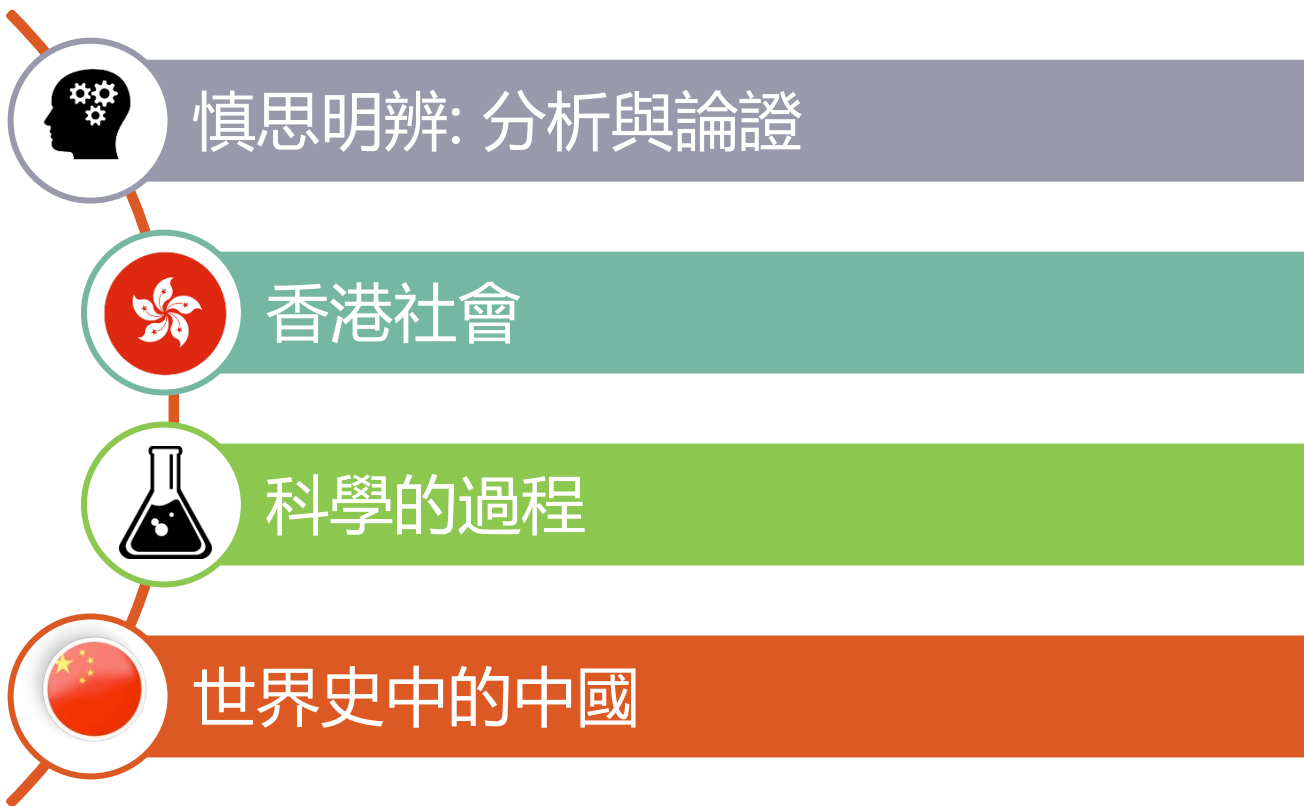 慎思明辨: 分析與論證
香港社會
科學的過程
世界史中的中國